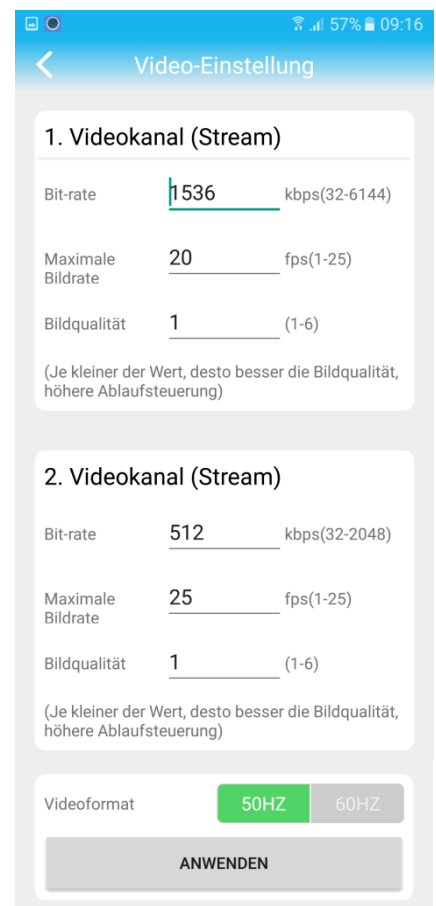 57% 09:16
Video-Einstellung
1. Videokanal (Stream)
Bit-rate 1536 kbps(32-6144)
Maximale Bildrate 20 fps(1-25)
Bildqualität 1 (1-6)
(Je kleiner der Wert, desto besser die Bildqualität,
höhere Ablaufsteuerung)
2. Videokanal (Stream)
Bit-rate 512 kbps(32-2048)
Maximale Bildrate 25 fps(1-25)
Bildqualität 1 (1-6)
(Je kleiner der Wert, desto besser die Bildqualität,
höhere Ablaufsteuerung)
Videoformat 50HZ 60HZ
ANWENDEN